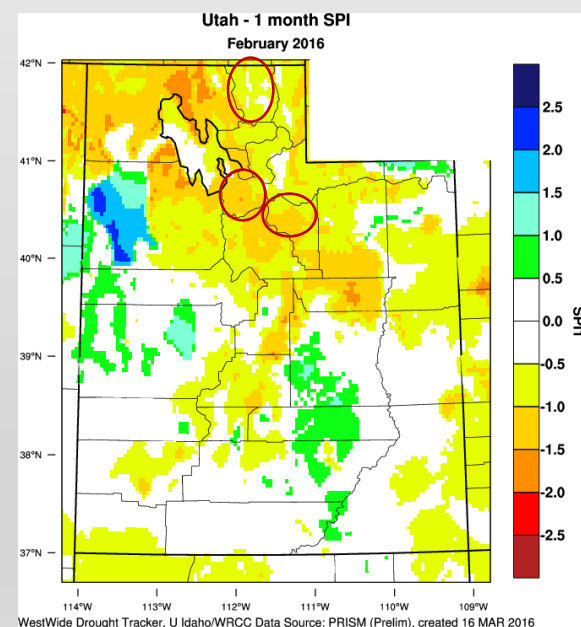 Utah - 1 month SPI
February 2016
42°N
41°N
40°N
39°N
38°N
37°N
114°W
113°W
112°W
111°W
110°W
109°W
2.5
2.0
1.5
1.0
0.5
0.0
-0.5
-1.0
-1.5
-2.0
-2.5
SPI
WestWide Drought Tracker, U Idaho/WRCC Data Source: PRISM (Prelim), created 16 MAR 2016